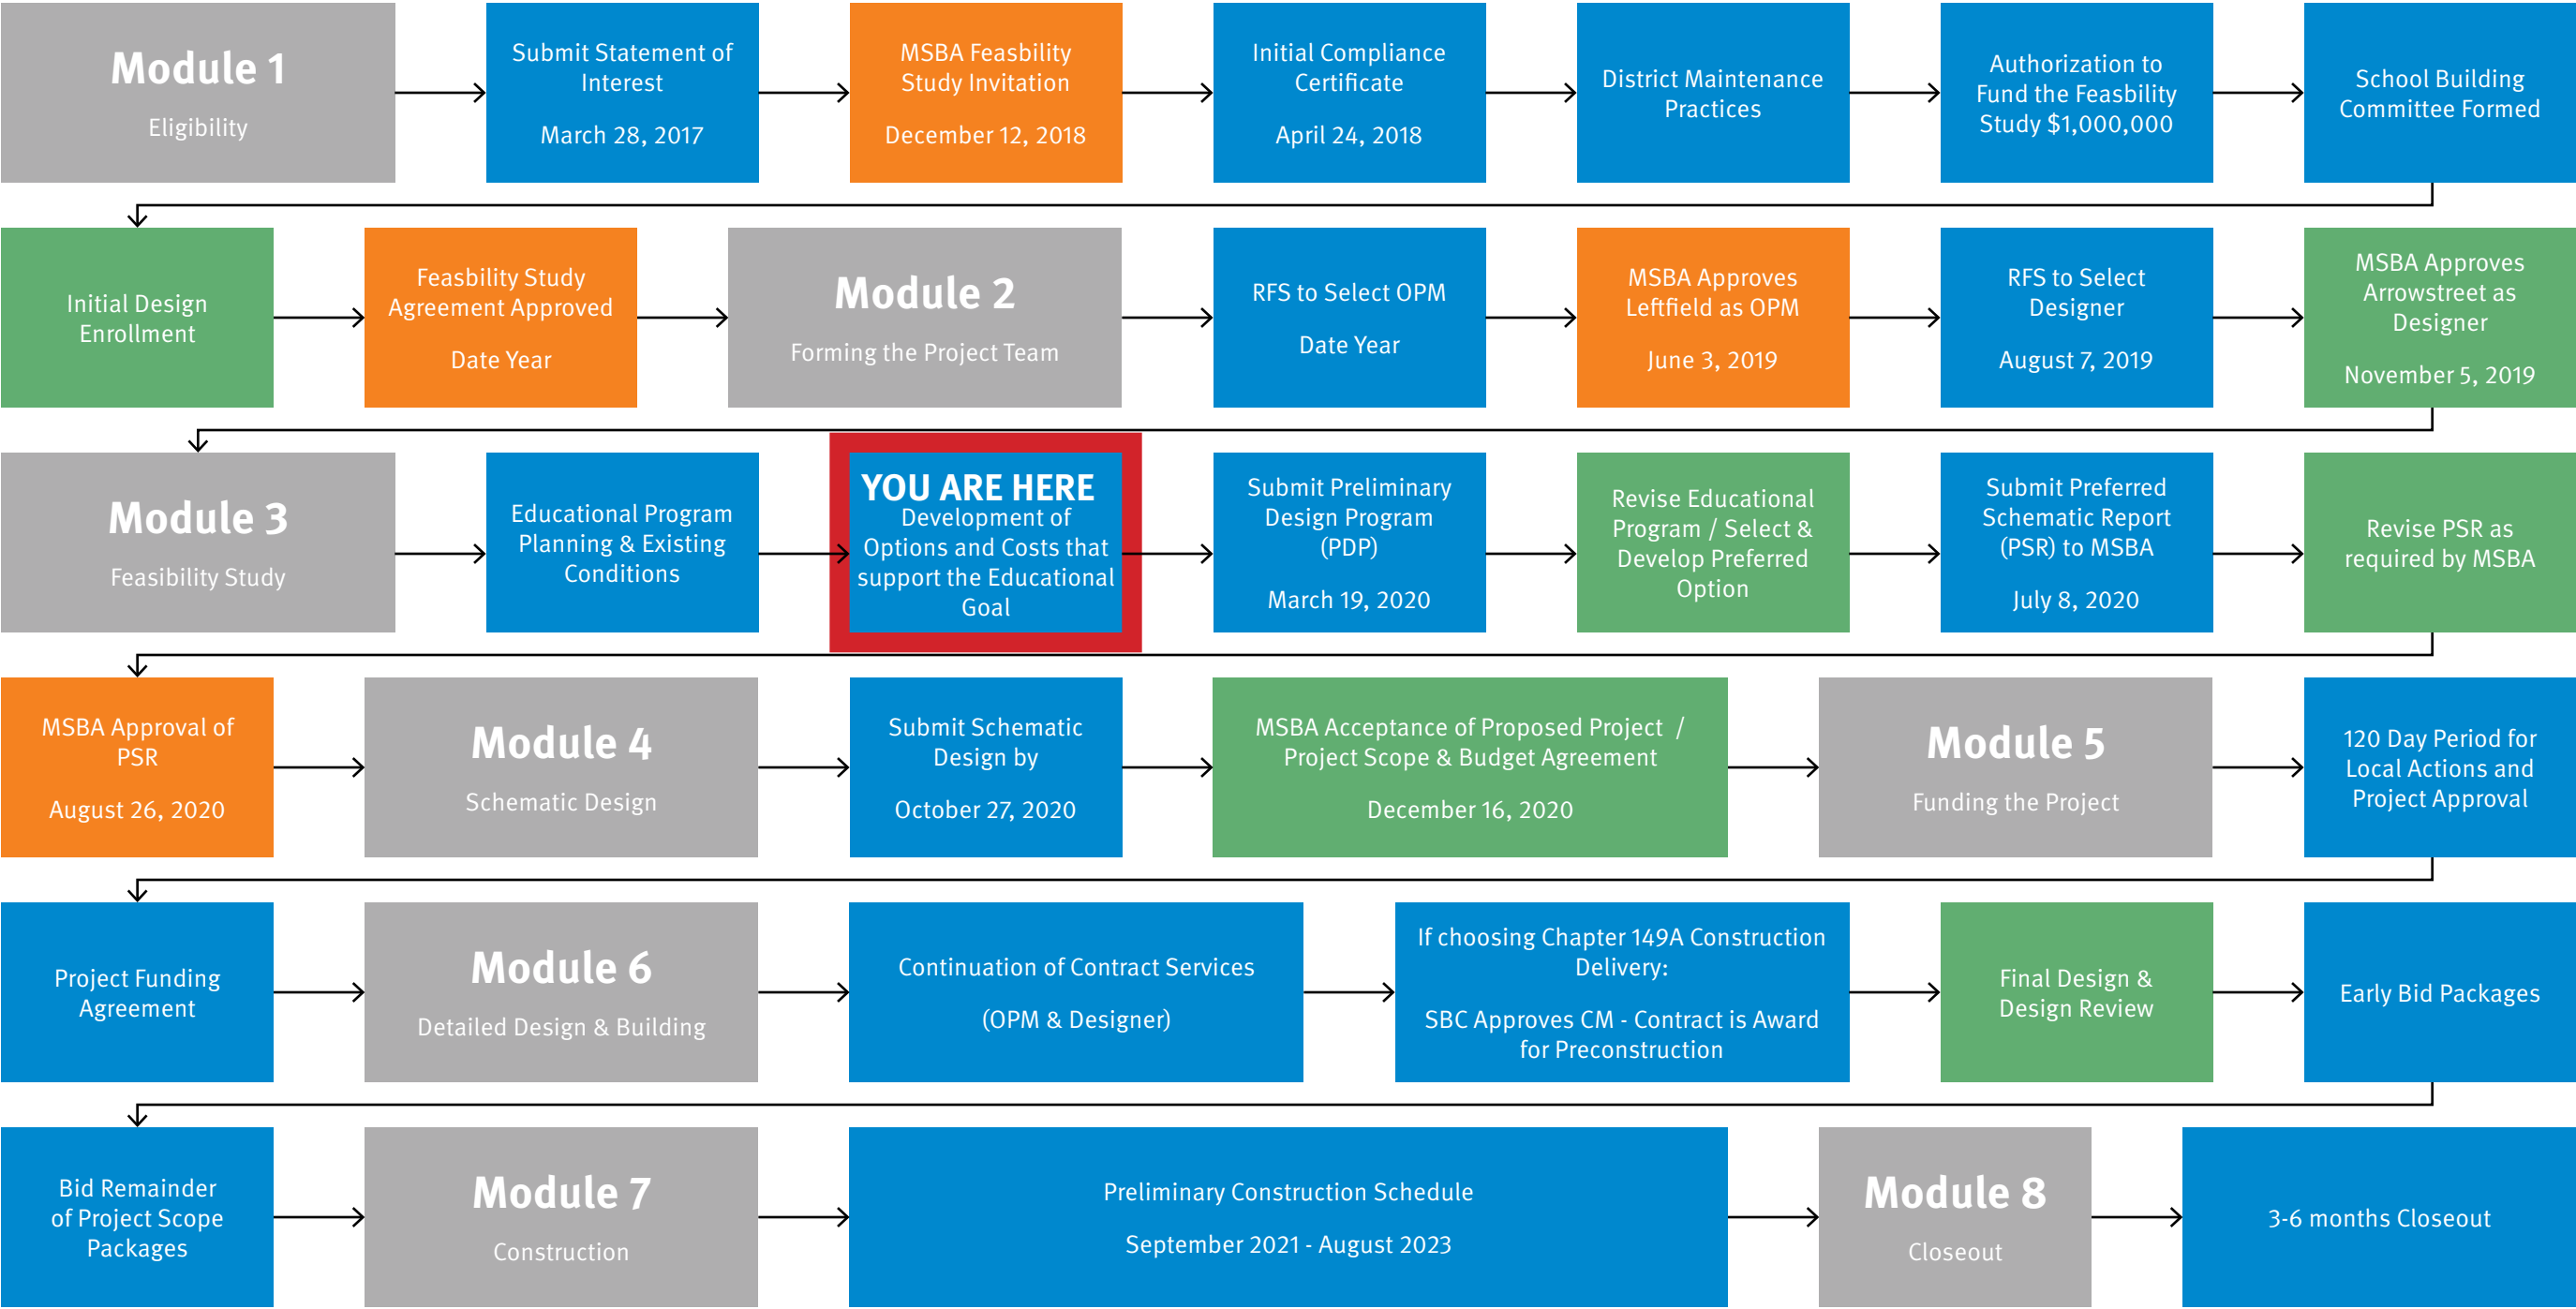 Module 1
Eligibility
Submit Statement of
Interest
March 28, 2017
MSBA Feasbility
Study Invitation
December 12, 2018
Initial Compliance
Certificate
April 24, 2018
District Maintenance
Practices
Authorization to
Fund the Feasbility
Study $1,000,000
School Building
Committee Formed
Initial Design
Enrollment
Feasbility Study
Agreement Approved
Date Year
Module 2
Forming the Project Team
RFS to Select OPM
Date Year
MSBA Approves
Leftfield as OPM
June 3, 2019
RFS to Select
Designer
August 7, 2019
MSBA Approves
Arrowstreet as
Designer
November 5, 2019
Module 3
Feasibility Study
Educational Program
Planning & Existing
Conditions
YOU ARE HERE
Development of
Options and Costs that
support the Educational
Goal
Submit Preliminary
Design Program
(PDP)
March 19, 2020
Revise Educational
Program / Select &
Develop Preferred
Option
Submit Preferred
Schematic Report
(PSR) to MSBA
July 8, 2020
Revise PSR as
required by MSBA
MSBA Approval of
PSR
August 26, 2020
Module 4
Schematic Design
Submit Schematic
Design by
October 27, 2020
MSBA Acceptance of Proposed Project /
Project Scope & Budget Agreement
December 16, 2020
Module 5
Funding the Project
120 Day Period for
Local Actions and
Project Approval
Project Funding
Agreement
Module 6
Detailed Design & Building
Continuation of Contract Services
(OPM & Designer)
If choosing Chapter 149A Construction
Delivery:
SBC Approves CM - Contract is Award
for Preconstruction
Final Design &
Design Review
Early Bid Packages
Bid Remainder
of Project Scope
Packages
Module 7
Construction
Preliminary Construction Schedule
September 2021 - August 2023
Module 8
Closeout
3-6 months Closeout